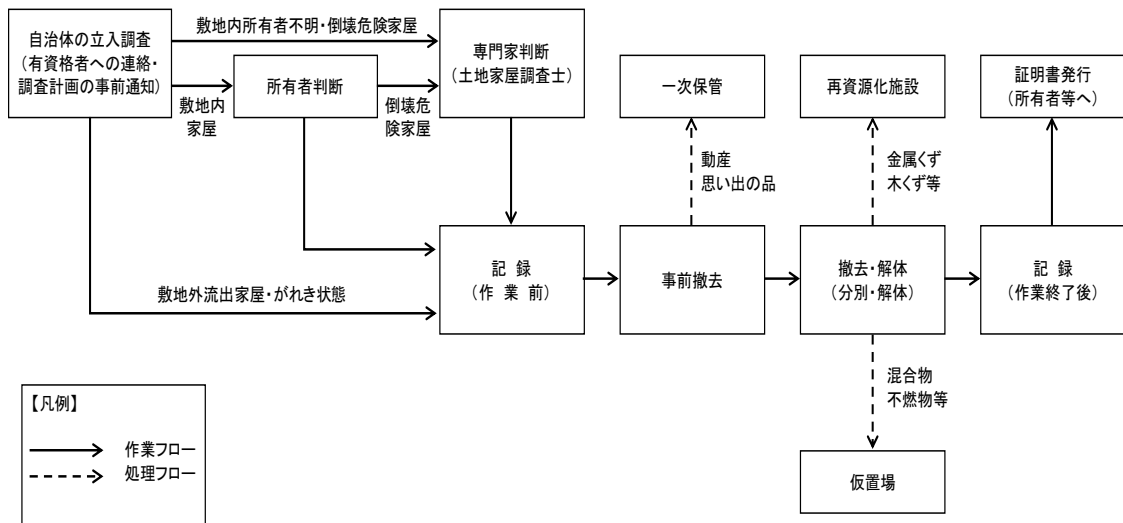 敷地内所有者不明・倒壊危険家屋
自治体の立入調査
（有資格者への連絡・
調査計画の事前通知）
敷地内
家屋
所有者判断
倒壊危
険家屋
専門家判断
（土地家屋調査士）
一次保管
再資源化施設
証明書発行
（所有者等へ）
動産
思い出の品
金属くず
木くず等
敷地外流出家屋・がれき状態
記 録
（作 業 前）
事前撤去
撤去・解体
（分別・解体）
記 録
（作業終了後）
混合物
不燃物等
仮置場
【凡例】
作業フロー
処理フロー